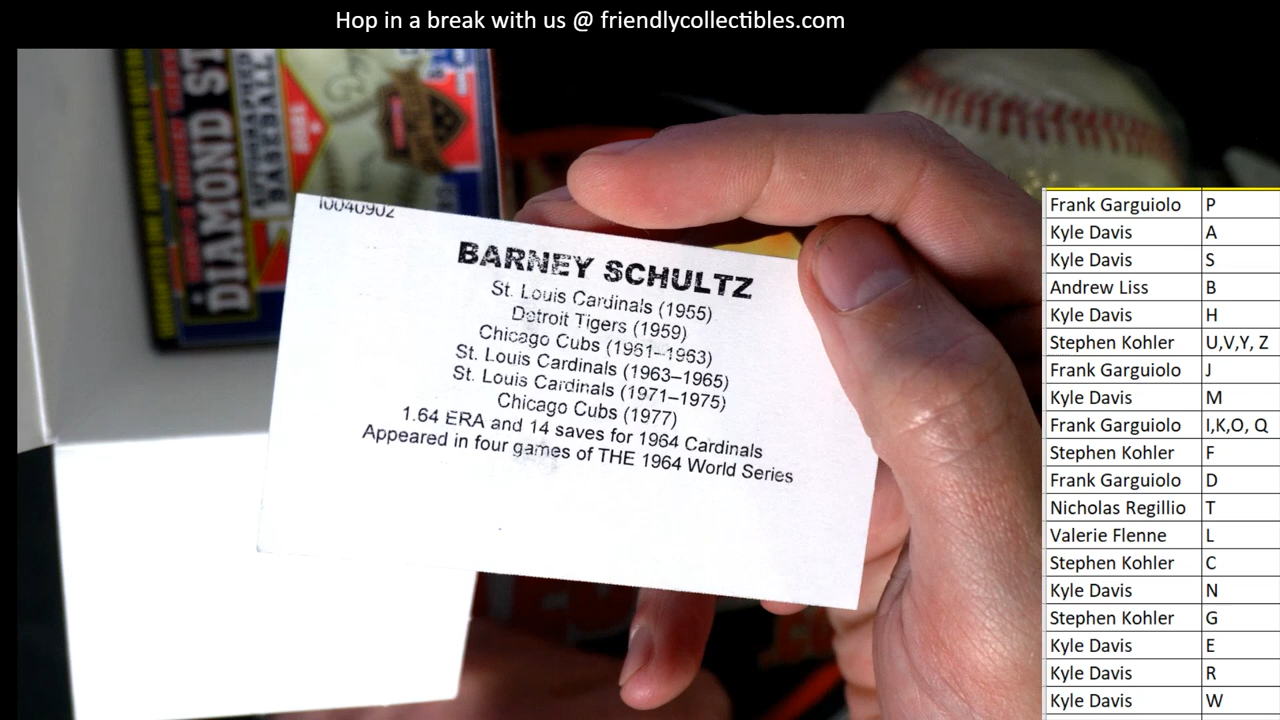 Hop in a break with us @ friendlycollectibles.com
DIAMOND ST
AUTOGRAPHED
BASEBALL
10040902
BARNEY SCHULTZ
St. Louis Cardinals (1955)
Detroit Tigers (1959)
Chicago Cubs (1961–1963)
St. Louis Cardinals (1963–1965)
St. Louis Cardinals (1971–1975)
Chicago Cubs (1977)
1.64 ERA and 14 saves for 1964 Cardinals
Appeared in four games of THE 1964 World Series
Frank Garguiolo P
Kyle Davis A
Kyle Davis S
Andrew Liss B
Kyle Davis H
Stephen Kohler U,V,Y, Z
Frank Garguiolo J
Kyle Davis M
Frank Garguiolo I,K,O, Q
Stephen Kohler F
Frank Garguiolo D
Nicholas Regillio T
Valerie Flenne L
Stephen Kohler C
Kyle Davis N
Stephen Kohler G
Kyle Davis E
Kyle Davis R
Kyle Davis W